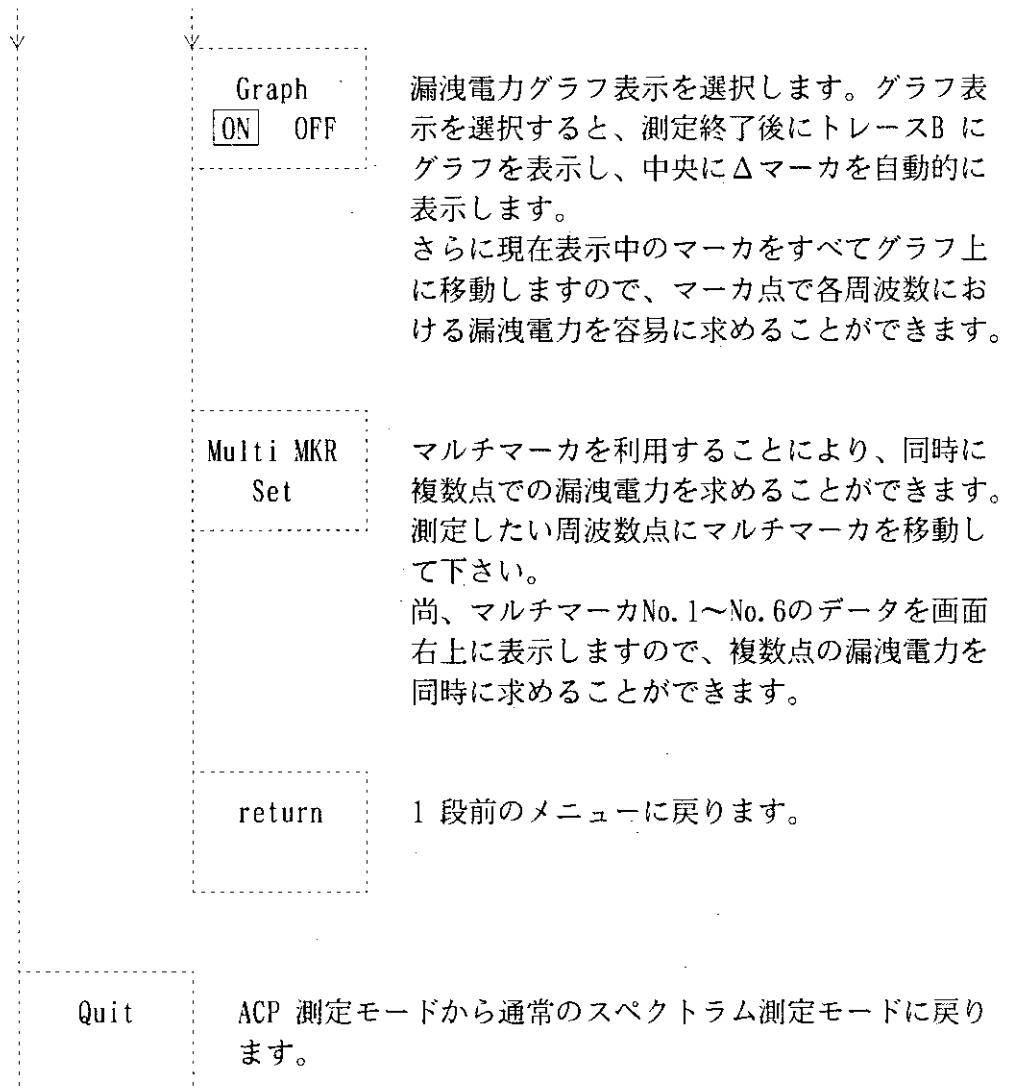 Graph
ON OFF
漏洩電力グラフ表示を選択します。グラフ表
示を選択すると、測定終了後にトレースB に
グラフを表示し、中央にΔマーカを自動的に
表示します。
さらに現在表示中のマーカをすべてグラフ上
に移動しますので、マーカ点で各周波数にお
ける漏洩電力を容易に求めることができます。
Multi MKR
Set
マルチマーカを利用することにより、同時に
複数点での漏洩電力を求めることができます。
測定したい周波数点にマルチマーカを移動し
て下さい。
尚、マルチマーカNo.1～No.6のデータを画面
右上に表示しますので、複数点の漏洩電力を
同時に求めることができます。
return
1 段前のメニューに戻ります。
Quit
ACP 測定モードから通常のスペクトラム測定モードに戻り
ます。